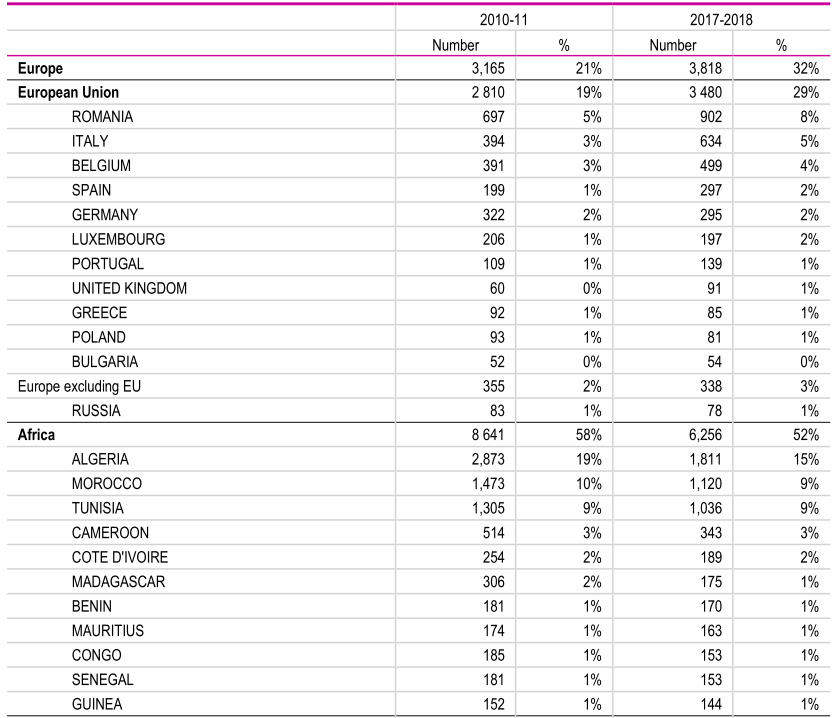 2010-11 2017-2018
Number % Number %
Europe 3,165 21% 3,818 32%
European Union 2 810 19% 3 480 29%
ROMANIA 697 5% 902 8%
ITALY 394 3% 634 5%
BELGIUM 391 3% 499 4%
SPAIN 199 1% 297 2%
GERMANY 322 2% 295 2%
LUXEMBOURG 206 1% 197 2%
PORTUGAL 109 1% 139 1%
UNITED KINGDOM 60 0% 91 1%
GREECE 92 1% 85 1%
POLAND 93 1% 81 1%
BULGARIA 52 0% 54 0%
Europe excluding EU 355 2% 338 3%
RUSSIA 83 1% 78 1%
Africa 8 641 58% 6,256 52%
ALGERIA 2,873 19% 1,811 15%
MOROCCO 1,473 10% 1,120 9%
TUNISIA 1,305 9% 1,036 9%
CAMEROON 514 3% 343 3%
COTE D'IVOIRE 254 2% 189 2%
MADAGASCAR 306 2% 175 1%
BENIN 181 1% 170 1%
MAURITIUS 174 1% 163 1%
CONGO 185 1% 153 1%
SENEGAL 181 1% 153 1%
GUINEA 152 1% 144 1%